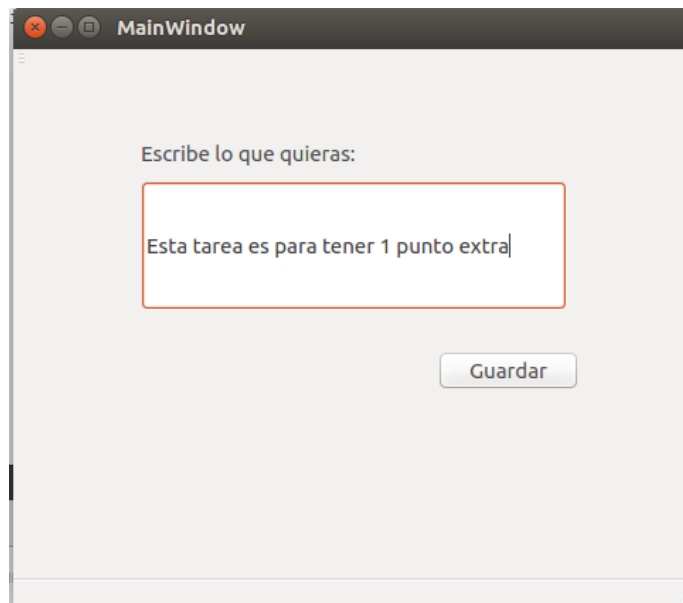 MainWindow
Escribe lo que quieras:
Esta tarea es para tener 1 punto extra
Guardar